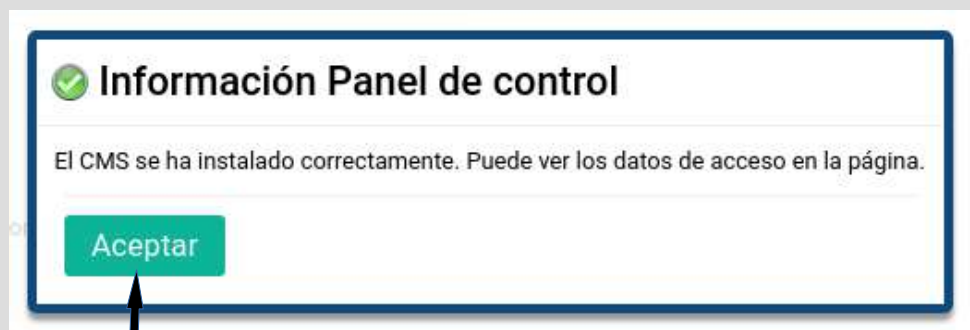 Información Panel de control
El CMS se ha instalado correctamente. Puede ver los datos de acceso en la página.
Aceptar